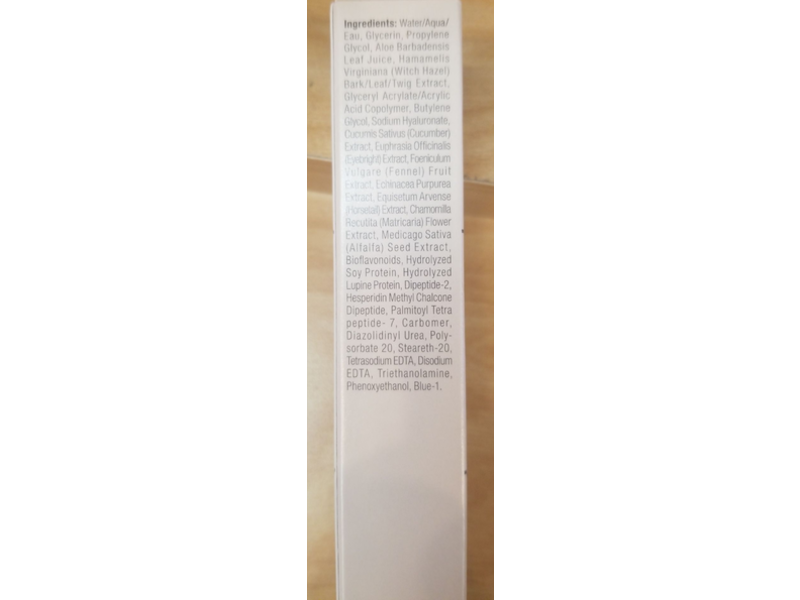 Ingredients: Water/Aqua/
Eau, Glycerin, Propylene
Glycol, Aloe Barbadensis
Leaf Juice, Hamamelis
Virginiana (Witch Hazel)
Bark/Leaf/Twig Extract,
Glyceryl Acrylate/Acrylic
Acid Copolymer, Butylene
Glycol, Sodium Hyaluronate,
Cucumis Sativus (Cucumber)
Extract, Euphrasia Officinalis
(Eyebright) Extract, Foeniculum
Vulgare (Fennel) Fruit
Extract, Echinacea Purpurea
Extract, Equisetum Arvense
(Horsetail) Extract, Chamomilla
Recutita (Matricaria) Flower
Extract, Medicago Sativa
(Alfalfa) Seed Extract,
Bioflavonoids, Hydrolyzed
Soy Protein, Hydrolyzed
Lupine Protein, Dipeptide-2,
Hesperidin Methyl Chalcone
Dipeptide, Palmitoyl Tetra
peptide- 7, Carbomer,
Diazolidinyl Urea, Poly-
sorbate 20, Steareth-20,
Tetrasodium EDTA, Disodium
EDTA, Triethanolamine,
Phenoxyethanol, Blue-1.